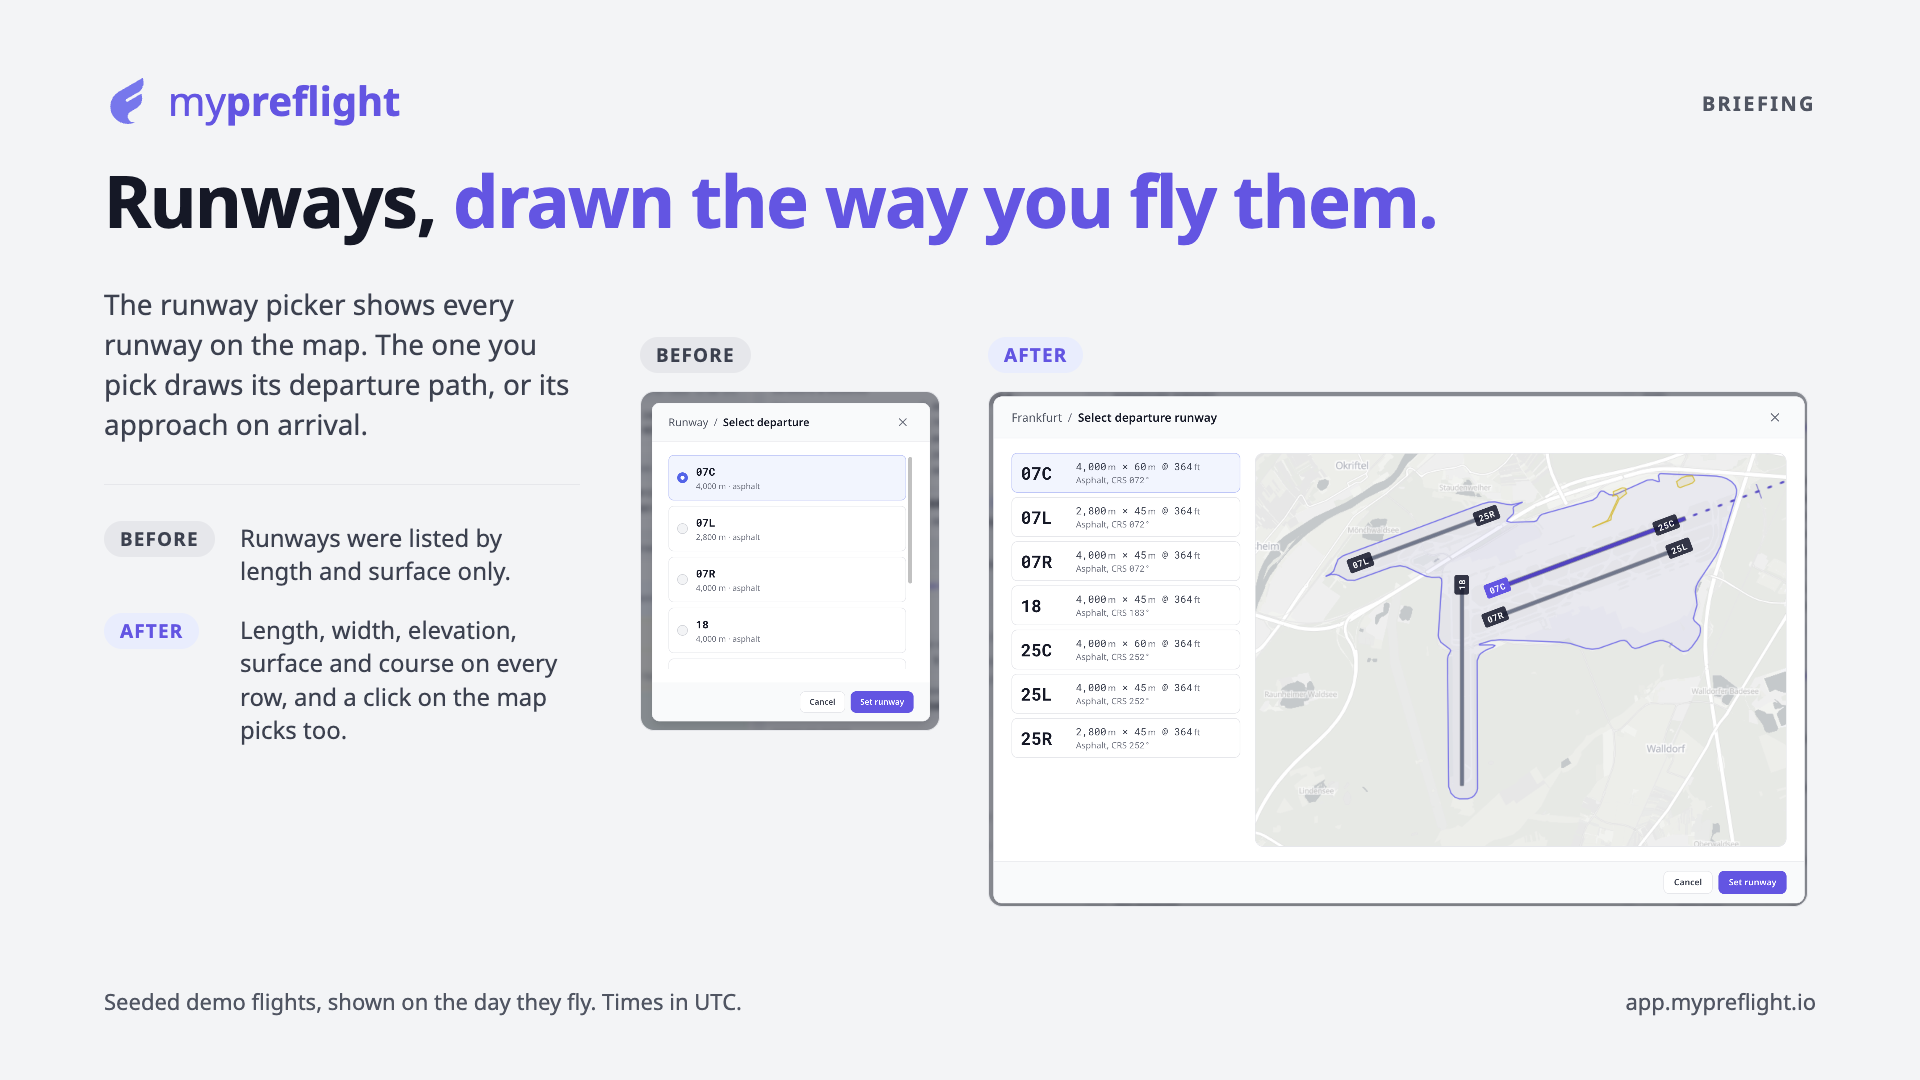 mypreflight
BRIEFING
Runways, drawn the way you fly them.
The runway picker shows every
runway on the map. The one you
pick draws its departure path, or its
approach on arrival.
BEFORE
Runways were listed by
length and surface only.
AFTER
Length, width, elevation,
surface and course on every
row, and a click on the map
picks too.
BEFORE
Runway / Select departure
07C
4,000 m · asphalt
07L
2,800 m · asphalt
07R
4,000 m · asphalt
18
4,000 m · asphalt
Cancel
Set runway
AFTER
Frankfurt / Select departure runway
07C
4,000 m × 60 m @ 364 ft
Asphalt, CRS 072°
07L
2,800 m × 45 m @ 364 ft
Asphalt, CRS 072°
07R
4,000 m × 45 m @ 364 ft
Asphalt, CRS 072°
18
4,000 m × 45 m @ 364 ft
Asphalt, CRS 183°
25C
4,000 m × 60 m @ 364 ft
Asphalt, CRS 252°
25L
4,000 m × 45 m @ 364 ft
Asphalt, CRS 252°
25R
2,800 m × 45 m @ 364 ft
Asphalt, CRS 252°
Okriftel
Staudenweiher
Mönchwaldsee
heim
25R
25C
25L
07L
18
07C
07R
Raunheimer Waldsee
Walldorfer Badesee
Walldorf
Lindensee
Oberwaldsee
Cancel
Set runway
Seeded demo flights, shown on the day they fly. Times in UTC.
app.mypreflight.io